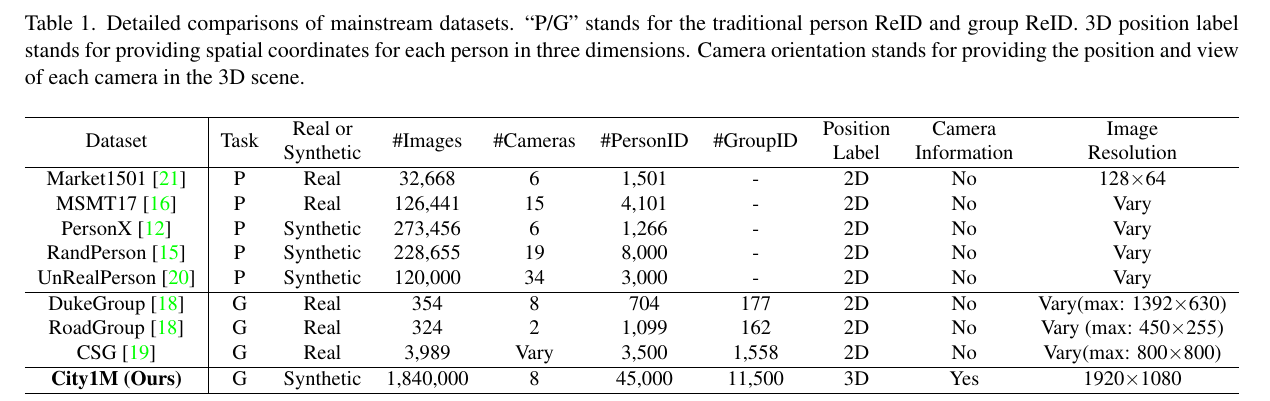 Table 1. Detailed comparisons of mainstream datasets. “P/G” stands for the traditional person ReID and group ReID. 3D position label
stands for providing spatial coordinates for each person in three dimensions. Camera orientation stands for providing the position and view
of each camera in the 3D scene.
Dataset Task Real or Synthetic #Images #Cameras #PersonID #GroupID Position Label Camera Information Image Resolution
Market1501 [21] P Real 32,668 6 1,501 - 2D No 128×64
MSMT17 [16] P Real 126,441 15 4,101 - 2D No Vary
PersonX [12] P Synthetic 273,456 6 1,266 - 2D No Vary
RandPerson [15] P Synthetic 228,655 19 8,000 - 2D No Vary
UnRealPerson [20] P Synthetic 120,000 34 3,000 - 2D No Vary
DukeGroup [18] G Real 354 8 704 177 2D No Vary(max: 1392×630)
RoadGroup [18] G Real 324 2 1,099 162 2D No Vary (max: 450×255)
CSG [19] G Real 3,989 Vary 3,500 1,558 2D No Vary(max: 800×800)
City1M (Ours) G Synthetic 1,840,000 8 45,000 11,500 3D Yes 1920×1080